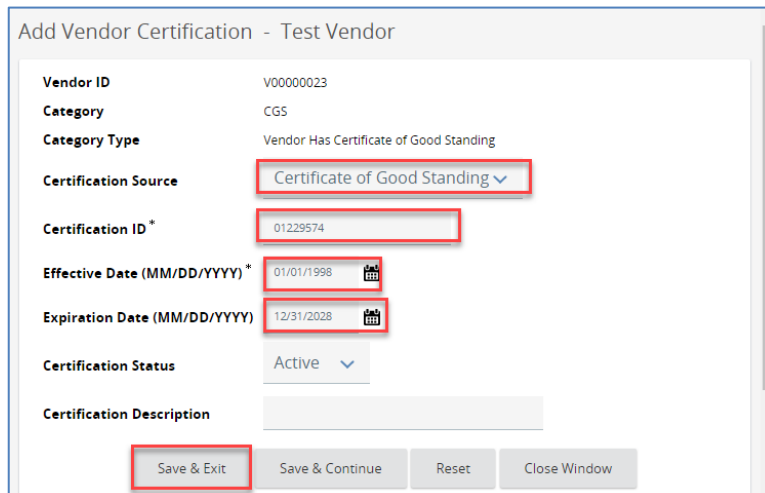 Add Vendor Certification - Test Vendor
Vendor ID V00000023
Category CGS
Category Type Vendor Has Certificate of Good Standing
Certification Source Certificate of Good Standing
Certification ID* 01229574
Effective Date (MM/DD/YYYY)* 01/01/1998
Expiration Date (MM/DD/YYYY) 12/31/2028
Certification Status Active
Certification Description
Save & Exit Save & Continue Reset Close Window